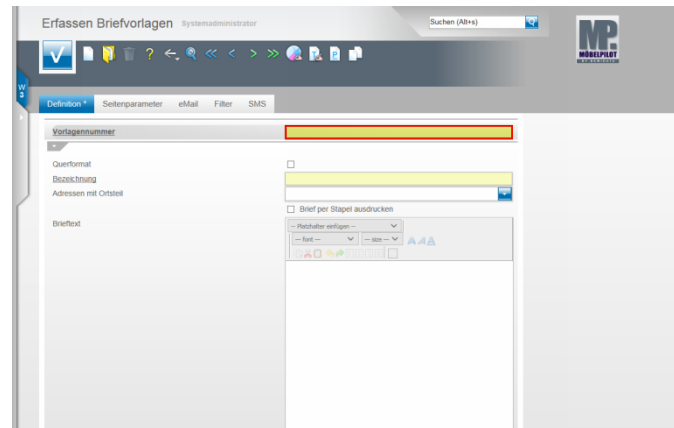 Erfassen Briefvorlagen Systemadministrator
Suchen (Alt+s)
MP.
MÖBELPILOT
W
3
Definition * Seitenparameter eMail Filter SMS
Vorlagennummer
Querformat
Bezeichnung
Adressen mit Ortsteil
Brief per Stapel ausdrucken
Brieftext
-- Platzhalter einfügen --
-- font -- -- size --